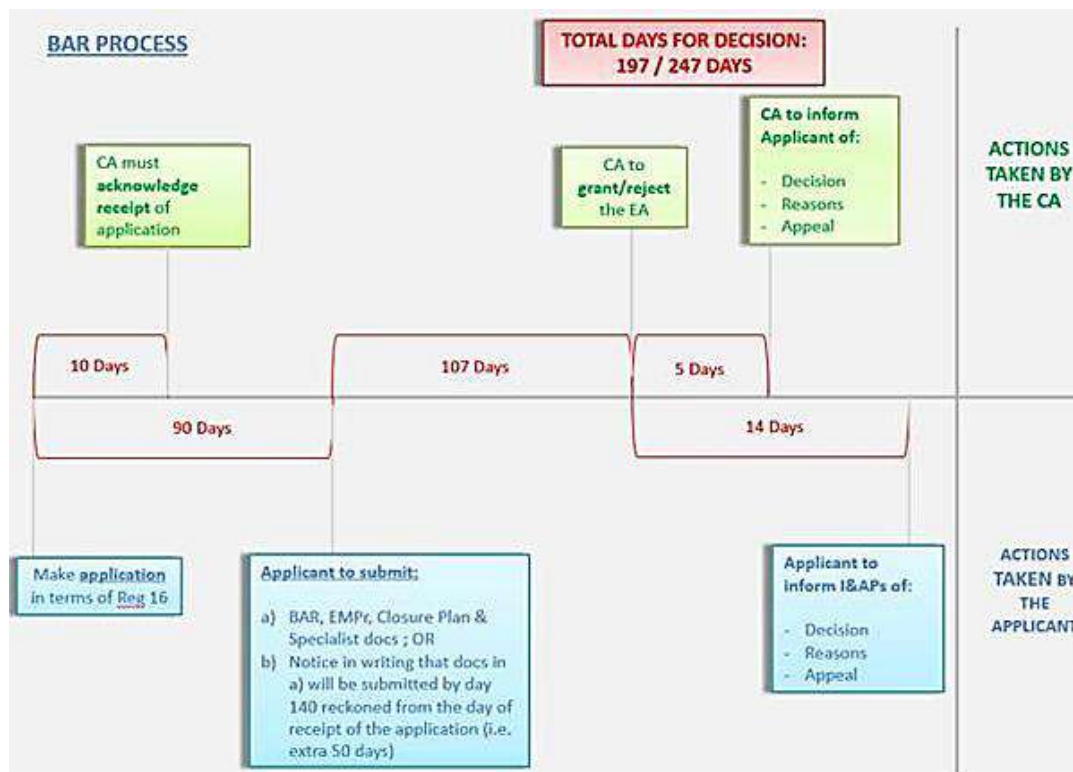 BAR PROCESS
TOTAL DAYS FOR DECISION:
197 / 247 DAYS
CA must
acknowledge
receipt of
application
CA to
grant/reject
the EA
CA to inform
Applicant of:
- Decision
- Reasons
- Appeal
ACTIONS
TAKEN BY
THE CA
10 Days
107 Days
5 Days
90 Days
14 Days
Make application
in terms of Reg 16
Applicant to submit:
a) BAR, EMPr, Closure Plan &
Specialist docs ; OR
b) Notice in writing that docs in
a) will be submitted by day
140 reckoned from the day of
receipt of the application (i.e.
extra 50 days)
Applicant to
inform I&APs of:
- Decision
- Reasons
- Appeal
ACTIONS
TAKEN BY
THE
APPLICANT